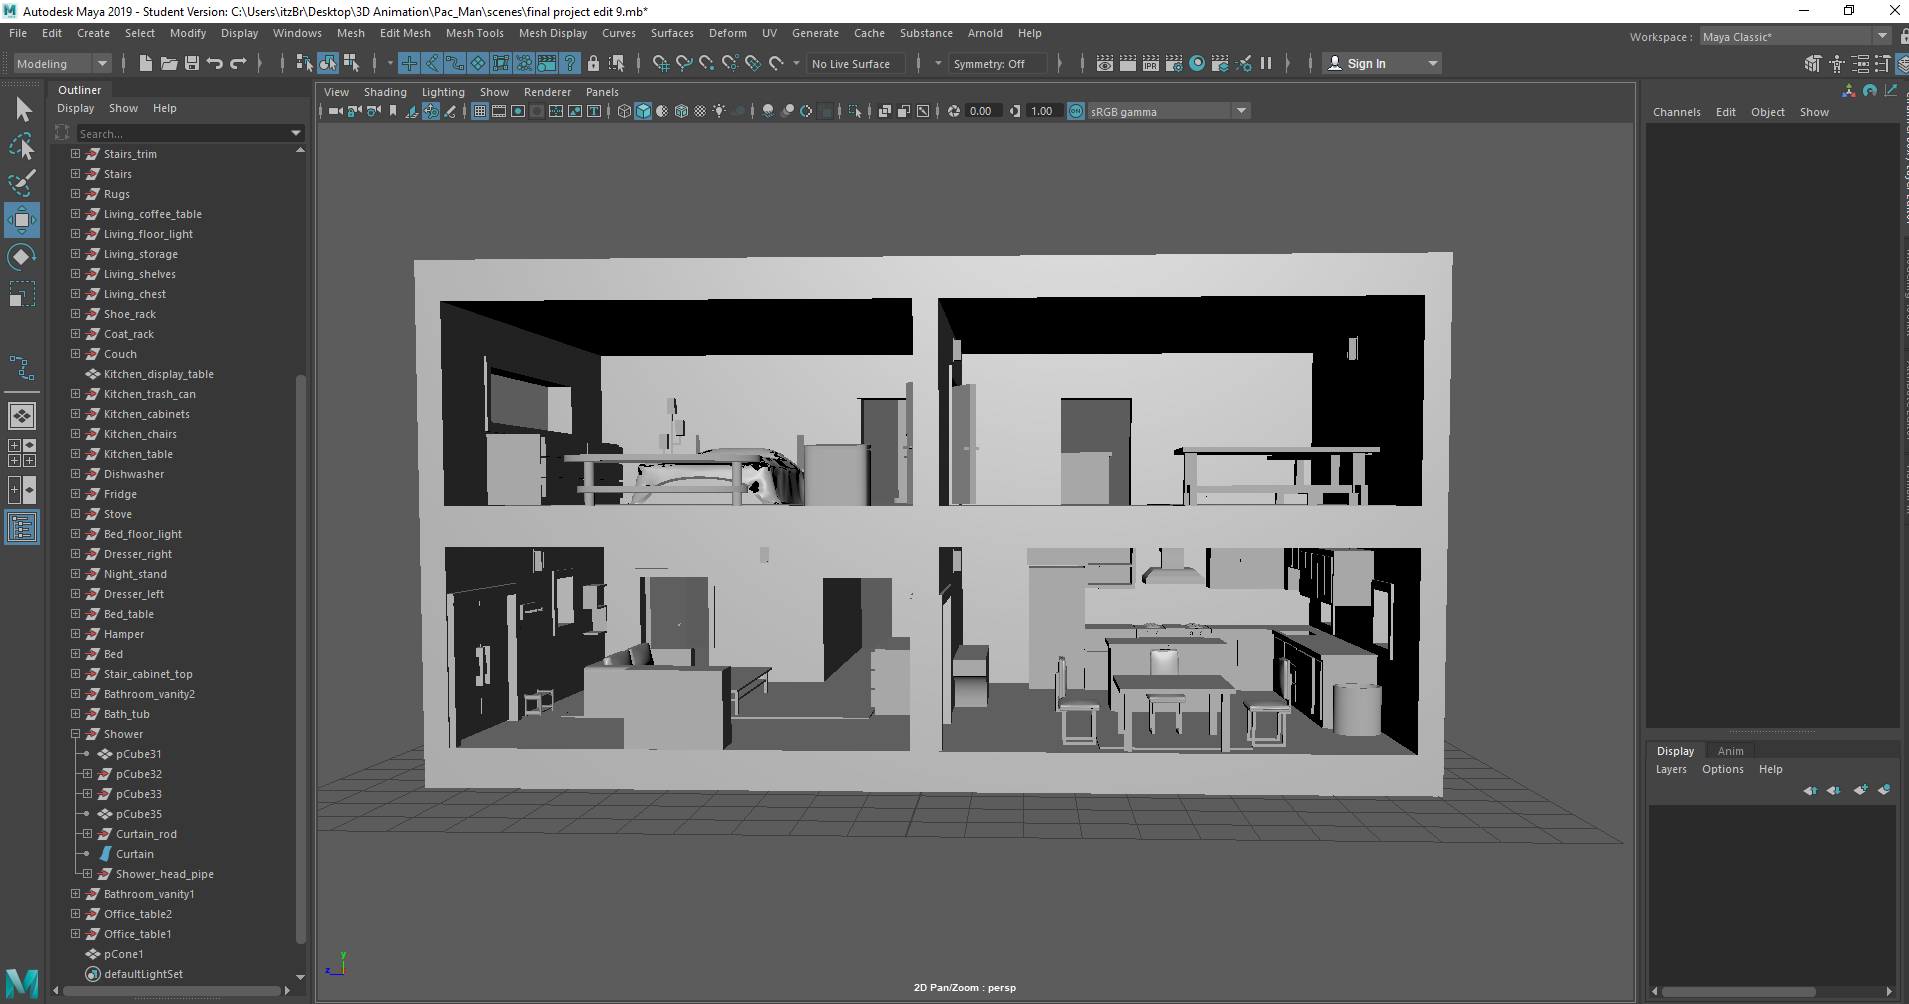 Autodesk Maya 2019 - Student Version: C:\Users\itzBr\Desktop\3D Animation\Pac_Man\scenes\final project edit 9.mb*
File Edit Create Select Modify Display Windows Mesh Edit Mesh Mesh Tools Mesh Display Curves Surfaces Deform UV Generate Cache Substance Arnold Help
Workspace : Maya Classic*
Modeling
No Live Surface
Symmetry: Off
Sign In
Outliner
Display Show Help
Search...
Stairs_trim
Stairs
Rugs
Living_coffee_table
Living_floor_light
Living_storage
Living_shelves
Living_chest
Shoe_rack
Coat_rack
Couch
Kitchen_display_table
Kitchen_trash_can
Kitchen_cabinets
Kitchen_chairs
Kitchen_table
Dishwasher
Fridge
Stove
Bed_floor_light
Dresser_right
Night_stand
Dresser_left
Bed_table
Hamper
Bed
Stair_cabinet_top
Bathroom_vanity2
Bath_tub
Shower
pCube31
pCube32
pCube33
pCube35
Curtain_rod
Curtain
Shower_head_pipe
Bathroom_vanity1
Office_table2
Office_table1
pCone1
defaultLightSet
View Shading Lighting Show Renderer Panels
0.00
1.00
ON
sRGB gamma
IPR
y
z
2D Pan/Zoom : persp
Channels Edit Object Show
Display Anim
Layers Options Help